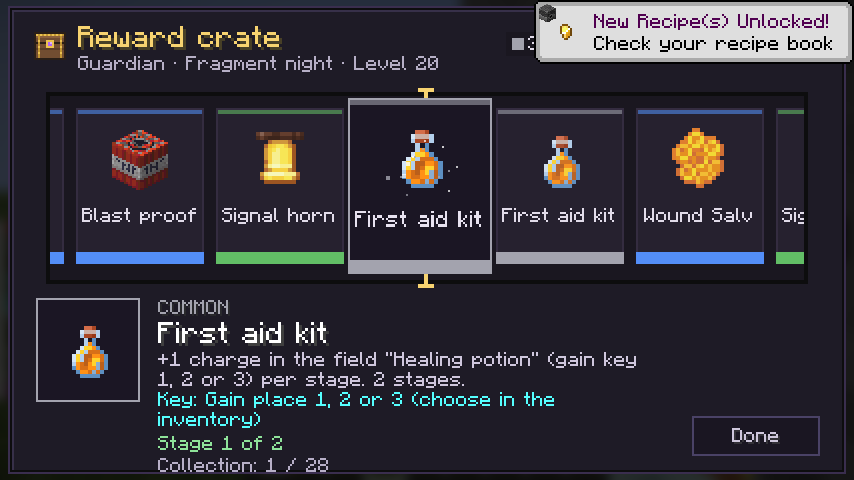 Reward crate
Guardian · Fragment night · Level 20
New Recipe(s) Unlocked!
Check your recipe book
Blast proof
Signal horn
First aid kit
First aid kit
Wound Salv
Sig
COMMON
First aid kit
+1 charge in the field "Healing potion" (gain key
1, 2 or 3) per stage. 2 stages.
Key: Gain place 1, 2 or 3 (choose in the
inventory)
Stage 1 of 2
Collection: 1 / 28
Done